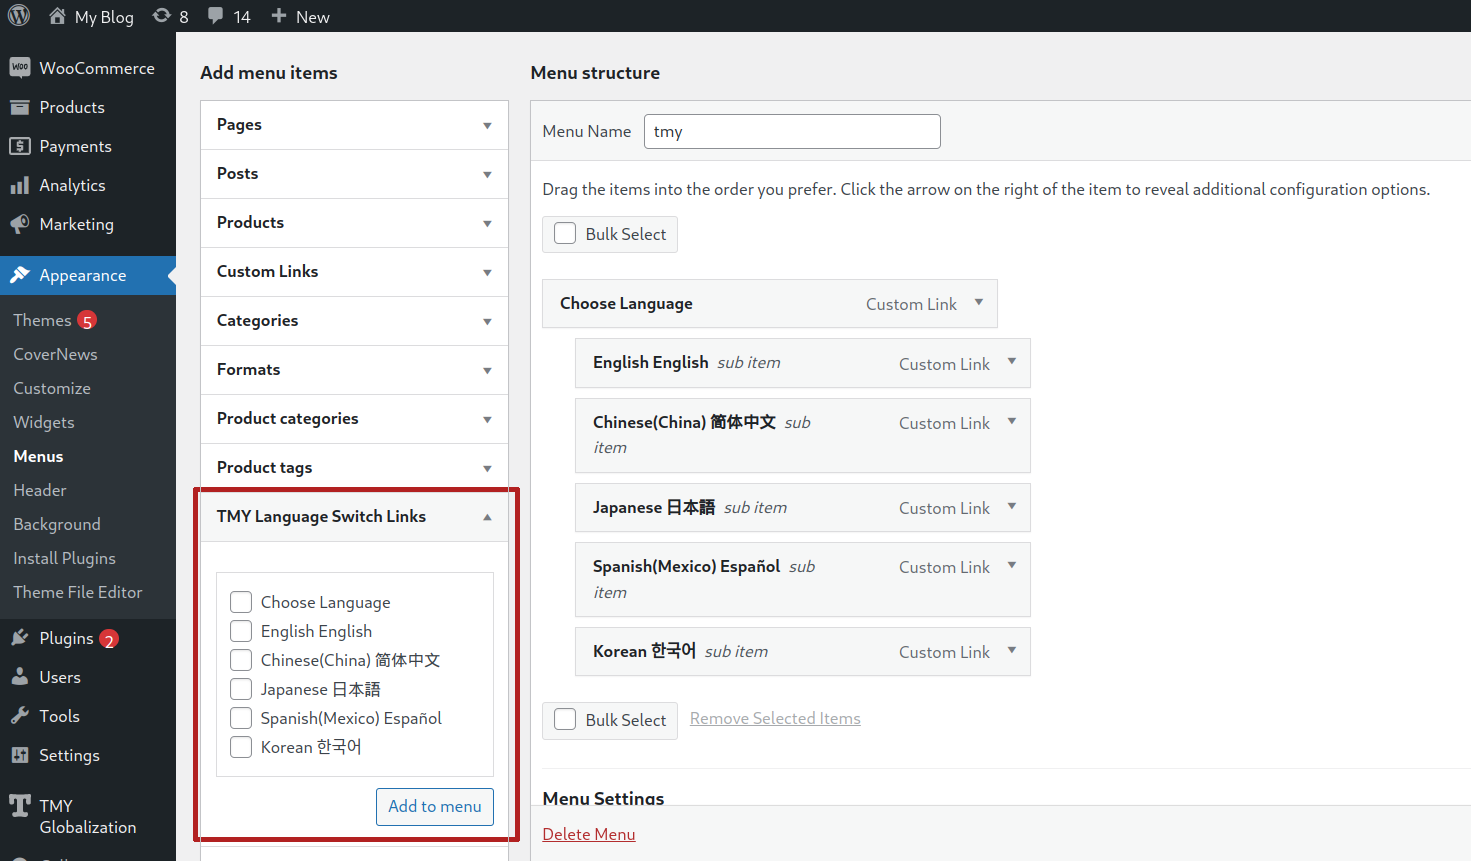 My Blog 8 14 New
WooCommerce
Products
Payments
Analytics
Marketing
Appearance
Themes 5
CoverNews
Customize
Widgets
Menus
Header
Background
Install Plugins
Theme File Editor
Plugins 2
Users
Tools
Settings
TMY
Globalization
Add menu items
Pages
Posts
Products
Custom Links
Categories
Formats
Product categories
Product tags
TMY Language Switch Links
Choose Language
English English
Chinese(China) 简体中文
Japanese 日本語
Spanish(Mexico) Español
Korean 한국어
Add to menu
Menu structure
Menu Name tmy
Drag the items into the order you prefer. Click the arrow on the right of the item to reveal additional configuration options.
Bulk Select
Choose Language Custom Link
English English sub item Custom Link
Chinese(China) 简体中文 sub Custom Link
item
Japanese 日本語 sub item Custom Link
Spanish(Mexico) Español sub Custom Link
item
Korean 한국어 sub item Custom Link
Bulk Select Remove Selected Items
Menu Settings
Delete Menu